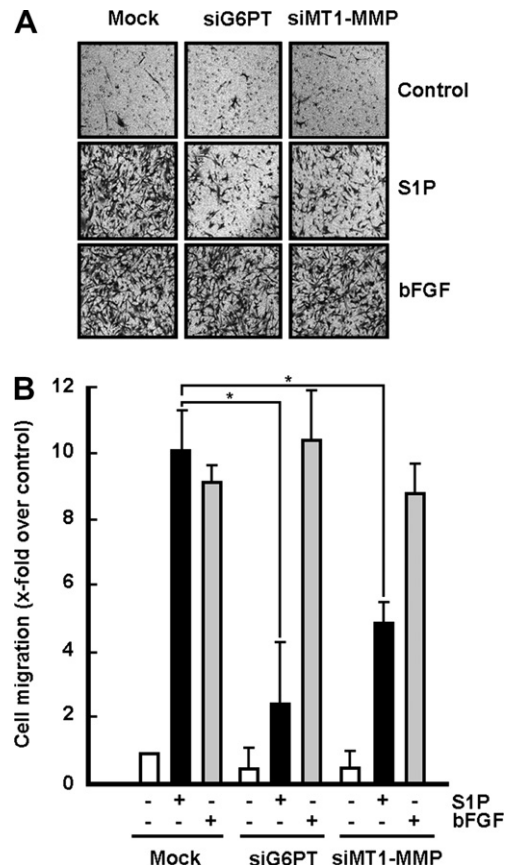 A
Mock siG6PT siMT1-MMP
Control
S1P
bFGF
B
Cell migration (x-fold over control)
12
10
8
6
4
2
0
*
*
- + - - + - - + - S1P
- - + - - + - - + bFGF
Mock siG6PT siMT1-MMP